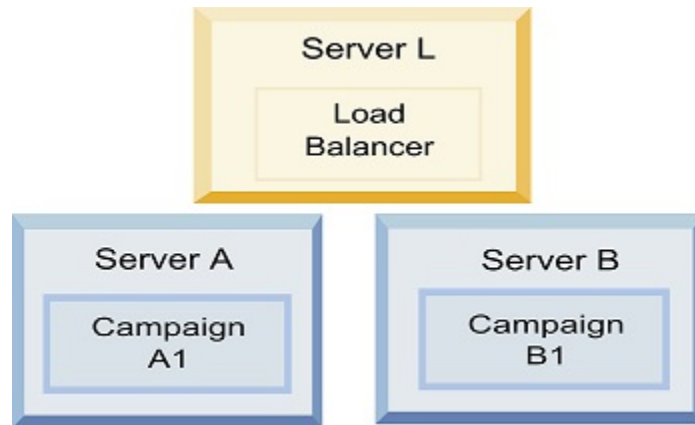 Server L
Load
Balancer
Server A
Campaign
A1
Server B
Campaign
B1